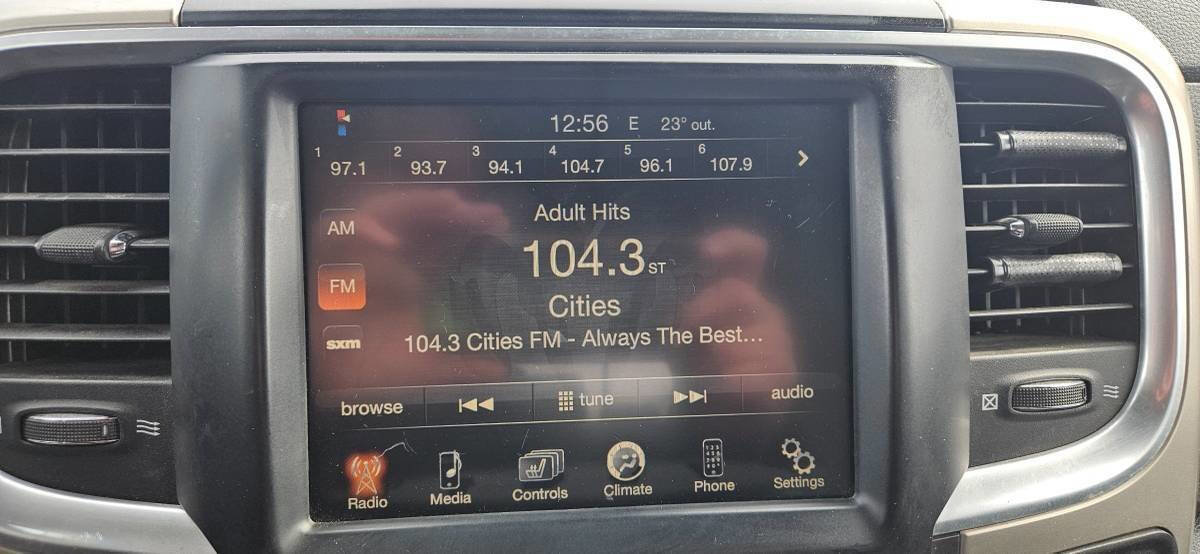 12:56 E 23° out.
1 97.1 2 93.7 3 94.1 4 104.7 5 96.1 6 107.9
Adult Hits
AM
104.3 ST
FM
Cities
sxm
104.3 Cities FM - Always The Best...
browse tune audio
Radio Media Controls Climate Phone Settings